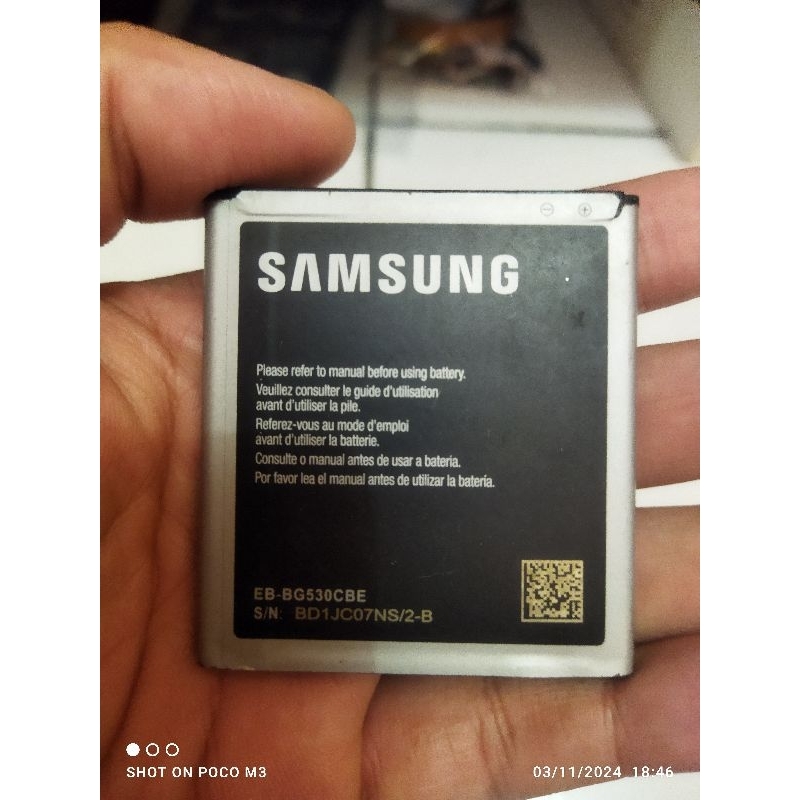 SAMSUNG
Please refer to manual before using battery.
Veuillez consulter le guide d'utilisation
avant d'utiliser la pile.
Referez-vous au mode d'emploi
avant d'utiliser la batterie.
Consulte o manual antes de usar a bateria.
Por favor lea el manual antes de utilizar la batería.
EB-BG530CBE
S/N: BD1JC07NS/2-B
SHOT ON POCO M3
03/11/2024 18:46